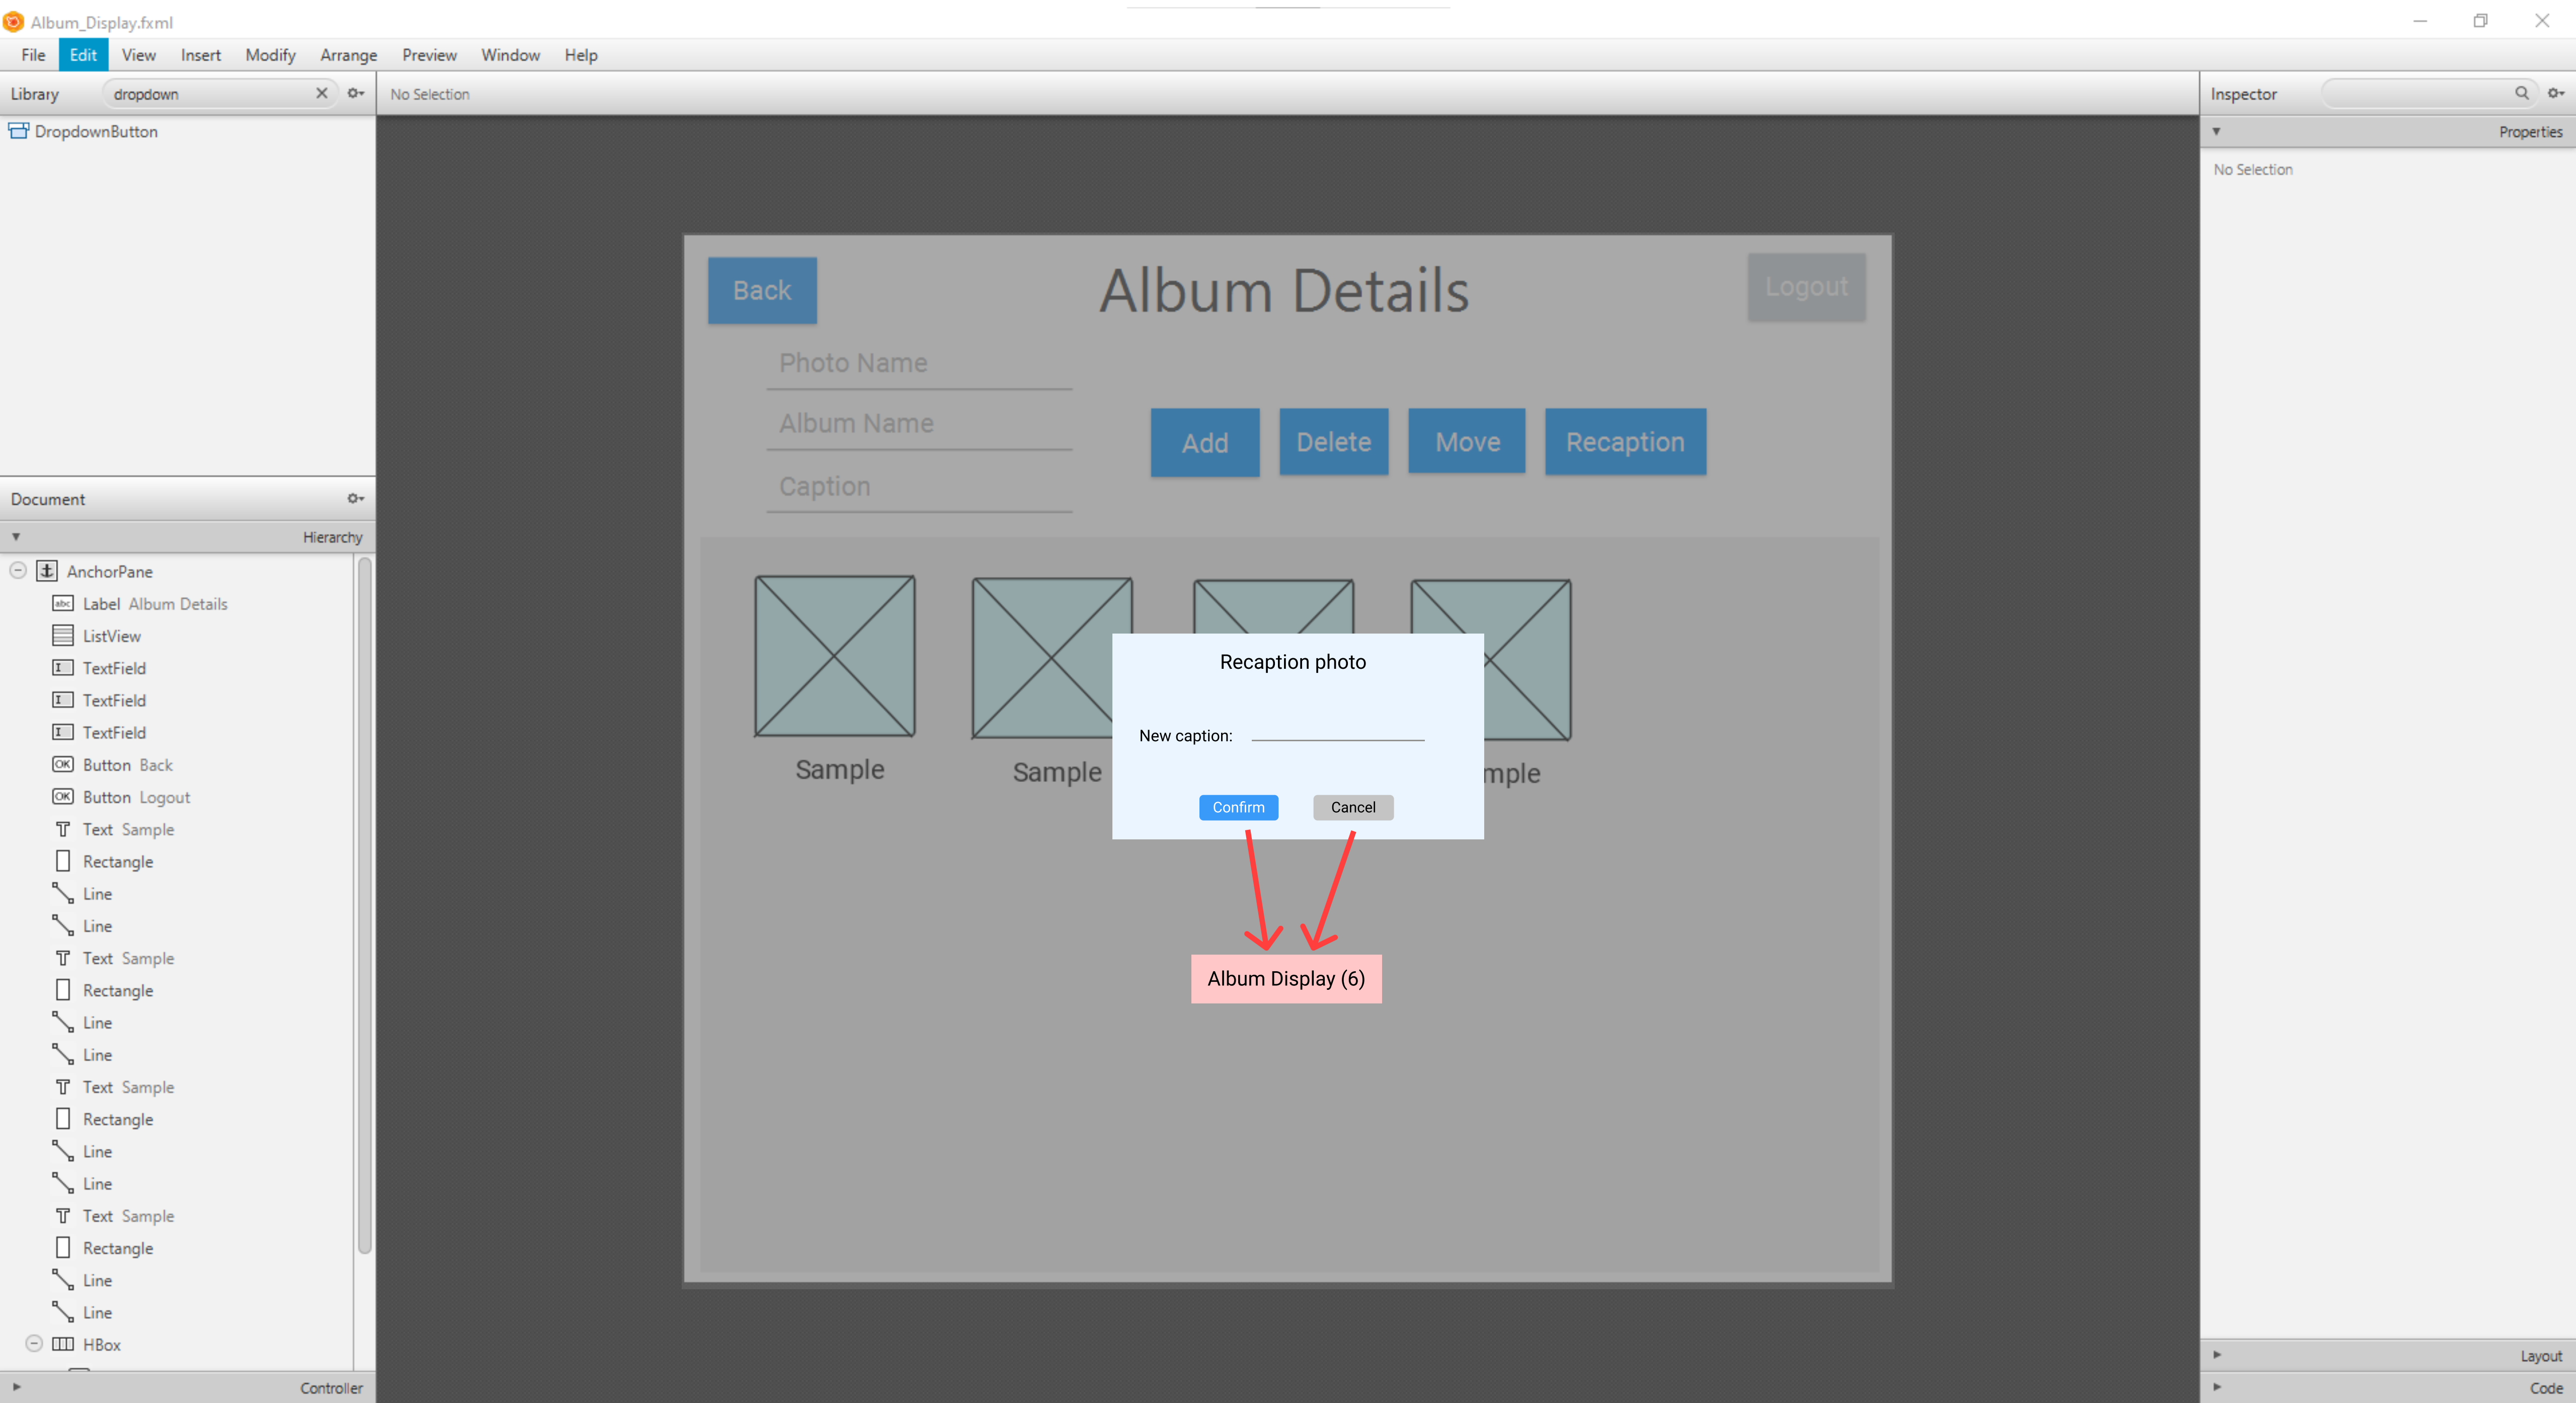 Album_Display.fxml
File Edit View Insert Modify Arrange Preview Window Help
Library dropdown
DropdownButton
Document
Hierarchy
AnchorPane
Label Album Details
ListView
TextField
TextField
TextField
Button Back
Button Logout
Text Sample
Rectangle
Line
Line
Text Sample
Rectangle
Line
Line
Text Sample
Rectangle
Line
Line
Text Sample
Rectangle
Line
Line
HBox
Controller
No Selection
Back
Album Details
Logout
Photo Name
Album Name
Caption
Add
Delete
Move
Recaption
Sample
Sample
mple
Recaption photo
New caption:
Confirm
Cancel
Album Display (6)
Inspector
Properties
No Selection
Layout
Code